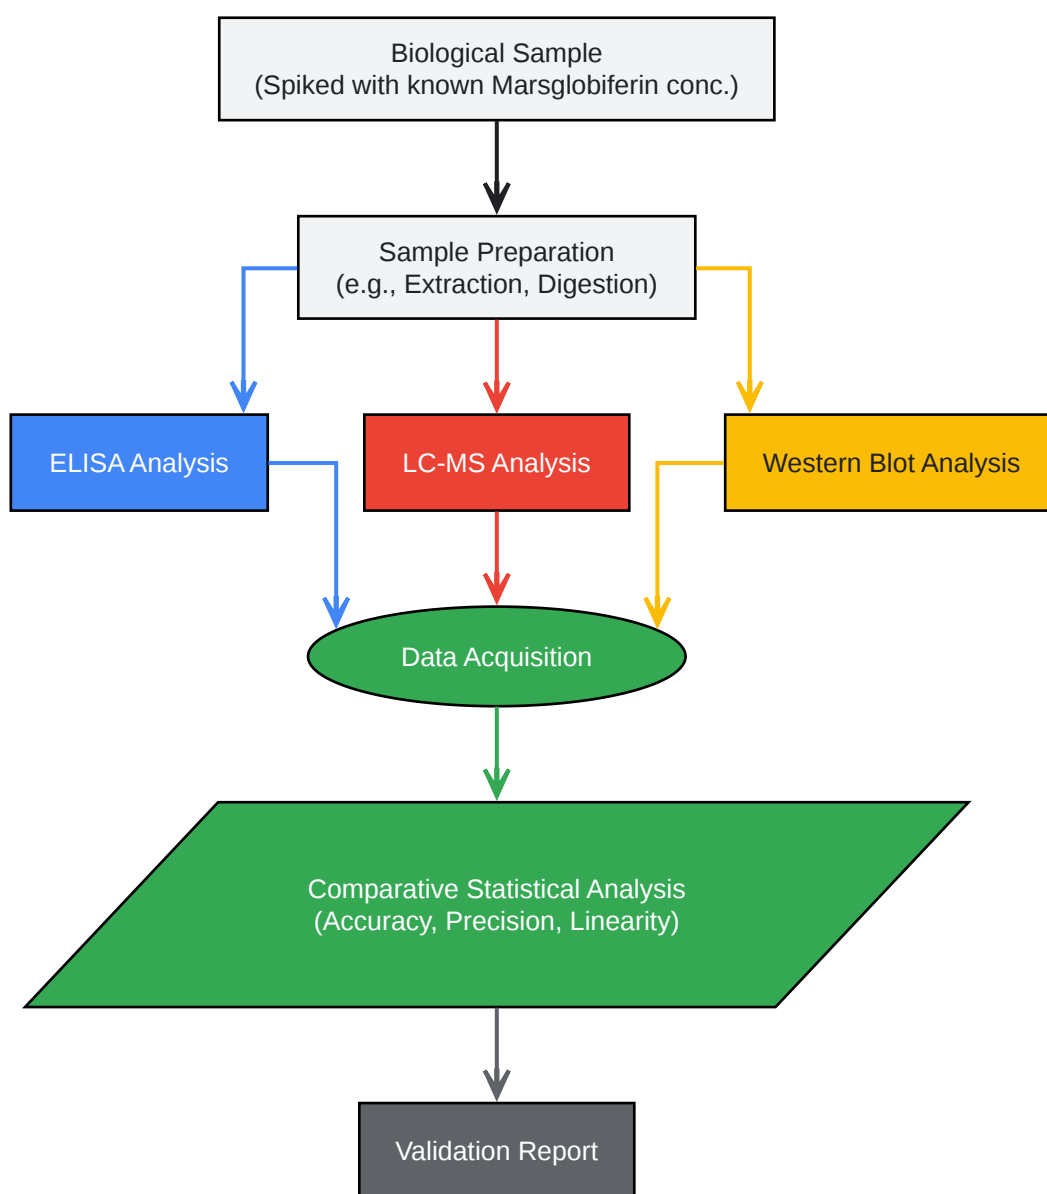 Biological Sample
(Spiked with known Marsglobiferin conc.)
Sample Preparation
(e.g., Extraction, Digestion)
ELISA Analysis
LC-MS Analysis
Western Blot Analysis
Data Acquisition
Comparative Statistical Analysis
(Accuracy, Precision, Linearity)
Validation Report